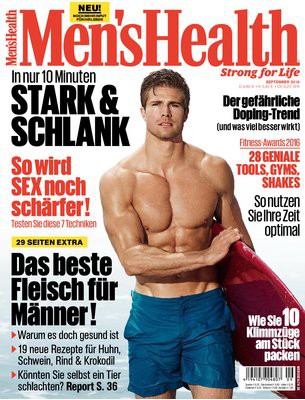 NEU!
Men'sHealth
Men'sHealth
Strong for Life
SEPTEMBER 2016
In nur 10 Minuten
STARK &
SCHLANK
So wird
SEX noch
schärfer!
Testen Sie diese 7 Techniken
29 SEITEN EXTRA
Das beste
Fleisch für
Männer!
Warum es doch gesund ist
19 neue Rezepte für Huhn,
Schwein, Rind & Krokodil
Könnten Sie selbst ein Tier
schlachten? Report S. 36
Der gefährliche
Doping-Trend
(und was viel besser wirkt)
Fitness-Awards 2016
28 GENIALE
TOOLS, GYMS,
SHAKES
So nutzen
Sie Ihre Zeit
optimal
Wie Sie 10
Klimmzüge
am Stück
packen